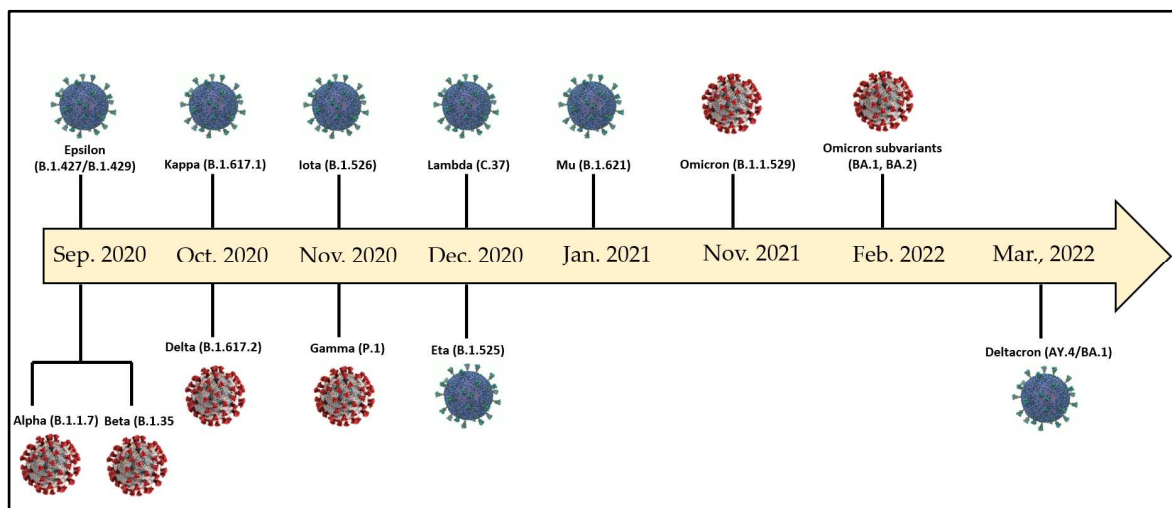 Epsilon
(B.1.427/B.1.429)
Kappa (B.1.617.1)
Iota (B.1.526)
Lambda (C.37)
Mu (B.1.621)
Omicron (B.1.1.529)
Omicron subvariants
(BA.1, BA.2)
Sep. 2020
Oct. 2020
Nov. 2020
Dec. 2020
Jan. 2021
Nov. 2021
Feb. 2022
Mar., 2022
Delta (B.1.617.2)
Gamma (P.1)
Eta (B.1.525)
Deltacron (AY.4/BA.1)
Alpha (B.1.1.7)
Beta (B.1.35